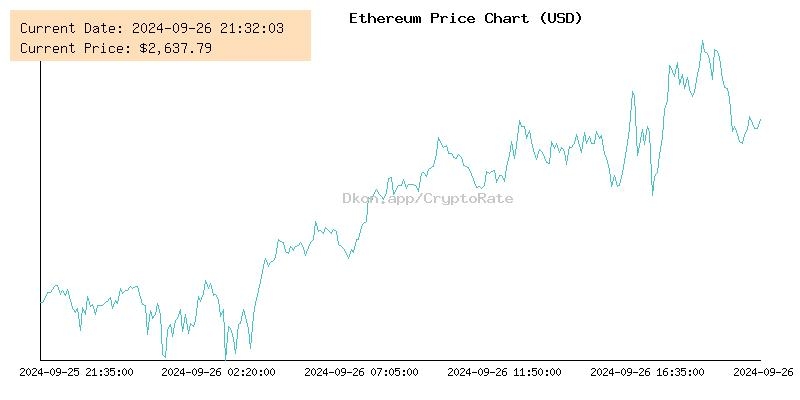 Ethereum Price Chart (USD)
Current Date: 2024-09-26 21:32:03
Current Price: $2,637.79
Dkon.app/CryptoRate
2024-09-25 21:35:00 2024-09-26 02:20:00 2024-09-26 07:05:00 2024-09-26 11:50:00 2024-09-26 16:35:00 2024-09-26